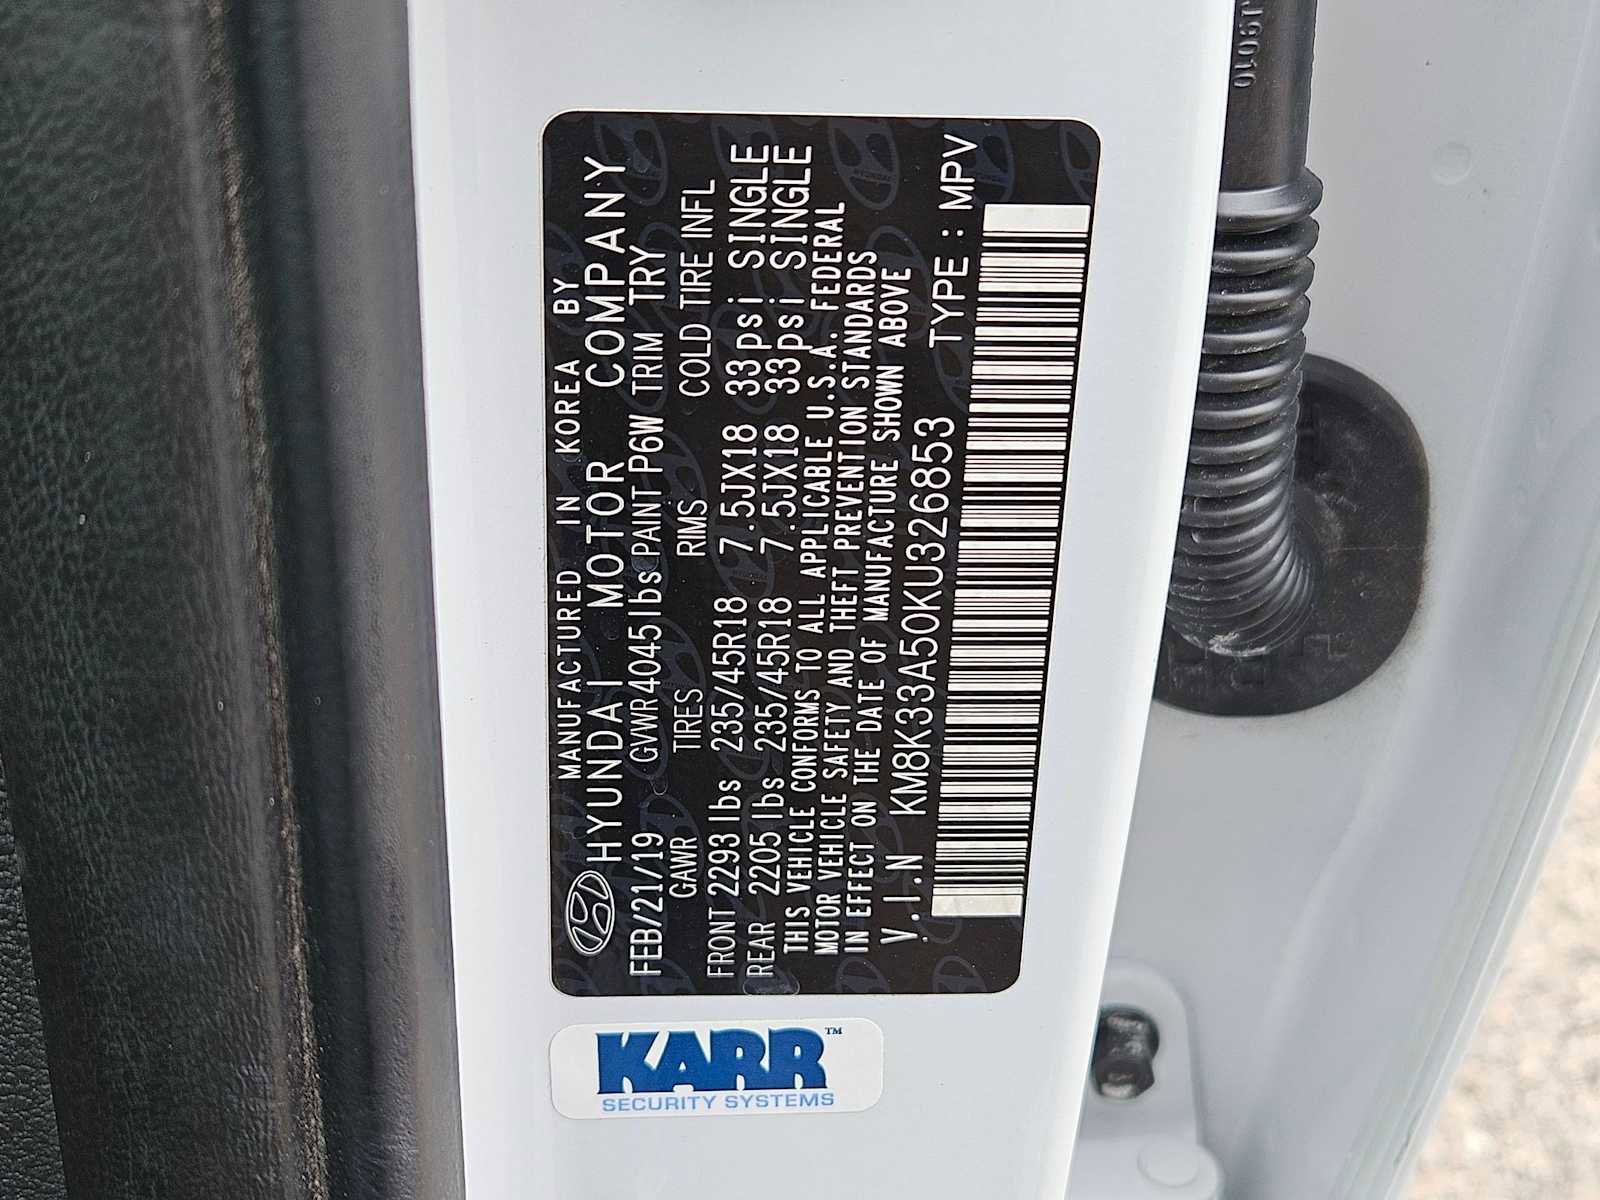 MANUFACTURED IN KOREA BY
HYUNDAI MOTOR COMPANY
FEB/21/19 GVWR 4045 lbs PAINT P6W TRIM TRY
GAWR TIRES RIMS COLD TIRE INFL
FRONT 2293 lbs 235/45R18 7.5JX18 33psi SINGLE
REAR 2205 lbs 235/45R18 7.5JX18 33psi SINGLE
THIS VEHICLE CONFORMS TO ALL APPLICABLE U.S.A. FEDERAL
MOTOR VEHICLE SAFETY AND THEFT PREVENTION STANDARDS
IN EFFECT ON THE DATE OF MANUFACTURE SHOWN ABOVE
V.I.N KM8K33A50KU326853 TYPE : MPV
KARR™
SECURITY SYSTEMS